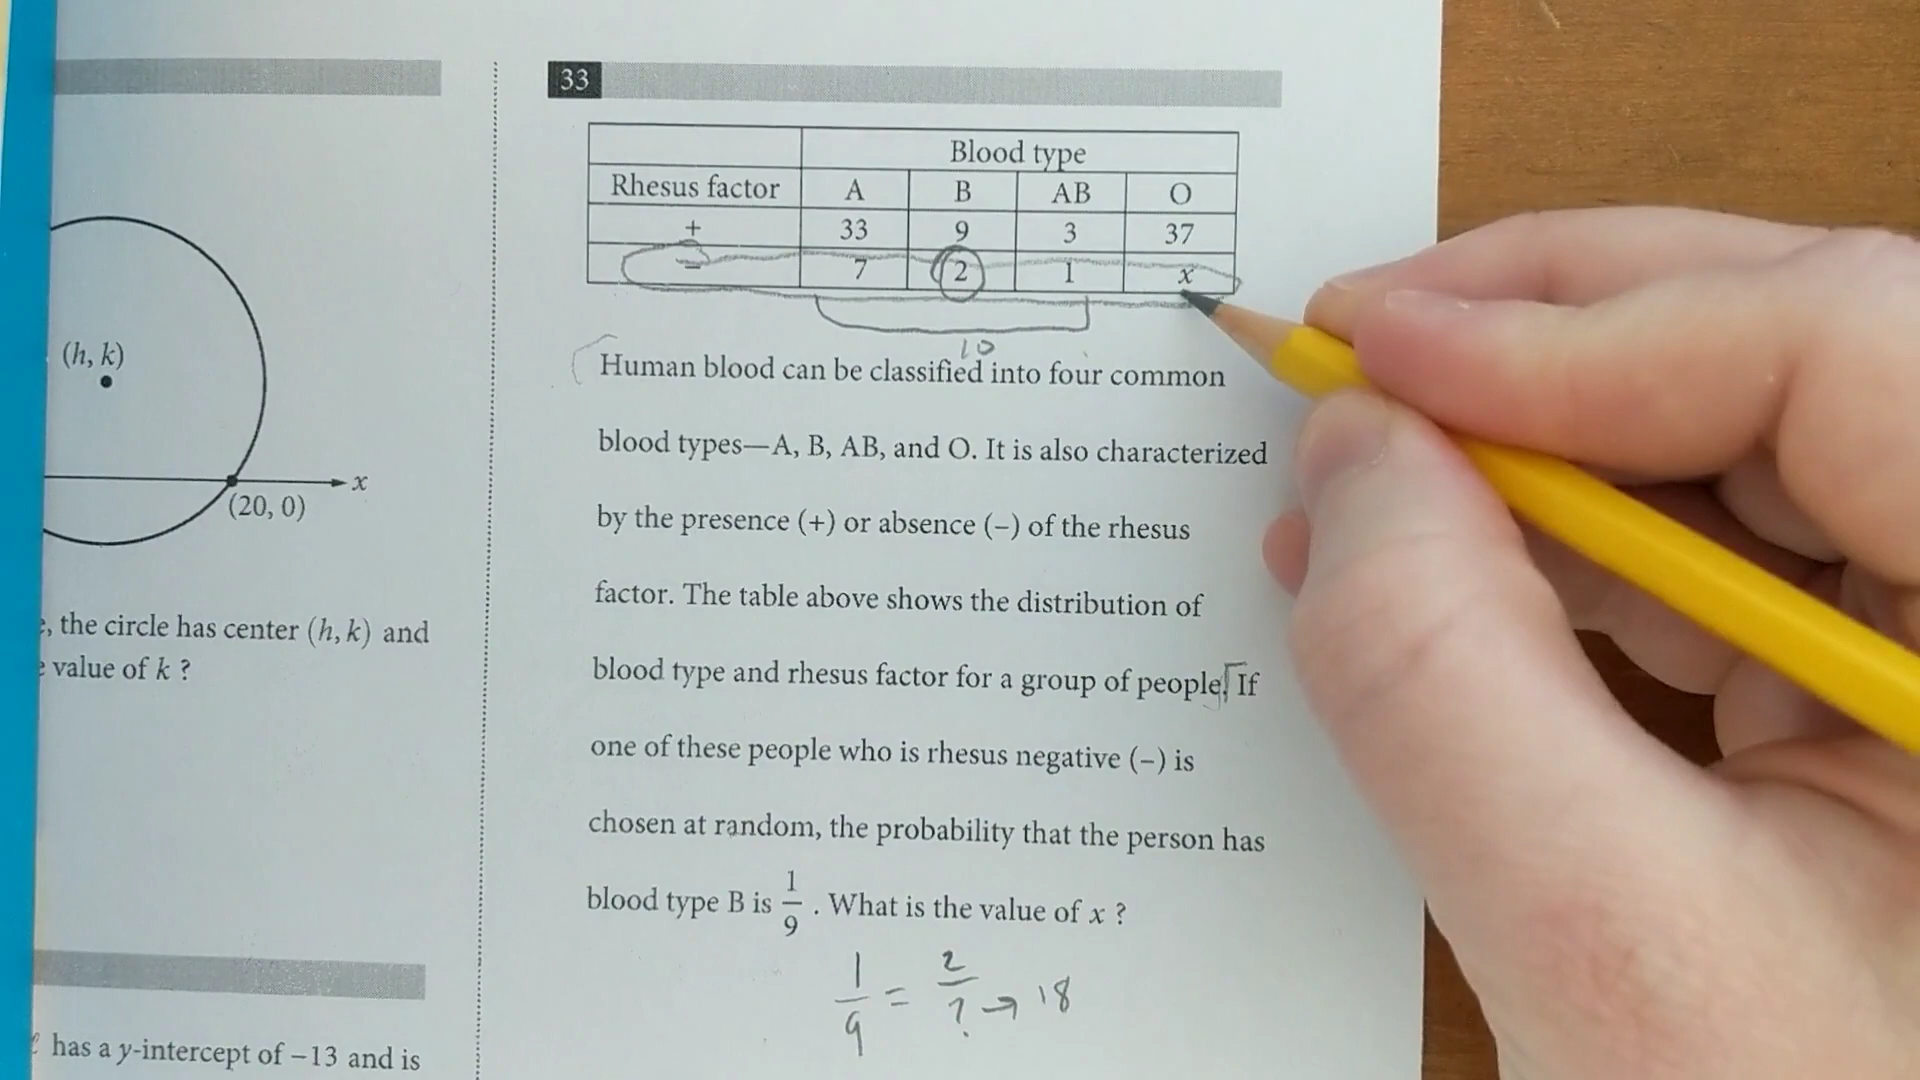 (h, k)
x
(20, 0)
, the circle has center (h, k) and
value of k ?
has a y-intercept of −13 and is
33
Blood type
Rhesus factor A B AB O
+ 33 9 3 37
− 7 2 1 x
10
Human blood can be classified into four common
blood types—A, B, AB, and O. It is also characterized
by the presence (+) or absence (−) of the rhesus
factor. The table above shows the distribution of
blood type and rhesus factor for a group of people. If
one of these people who is rhesus negative (−) is
chosen at random, the probability that the person has
blood type B is 1/9 . What is the value of x ?
1/9 = 2/? → 18